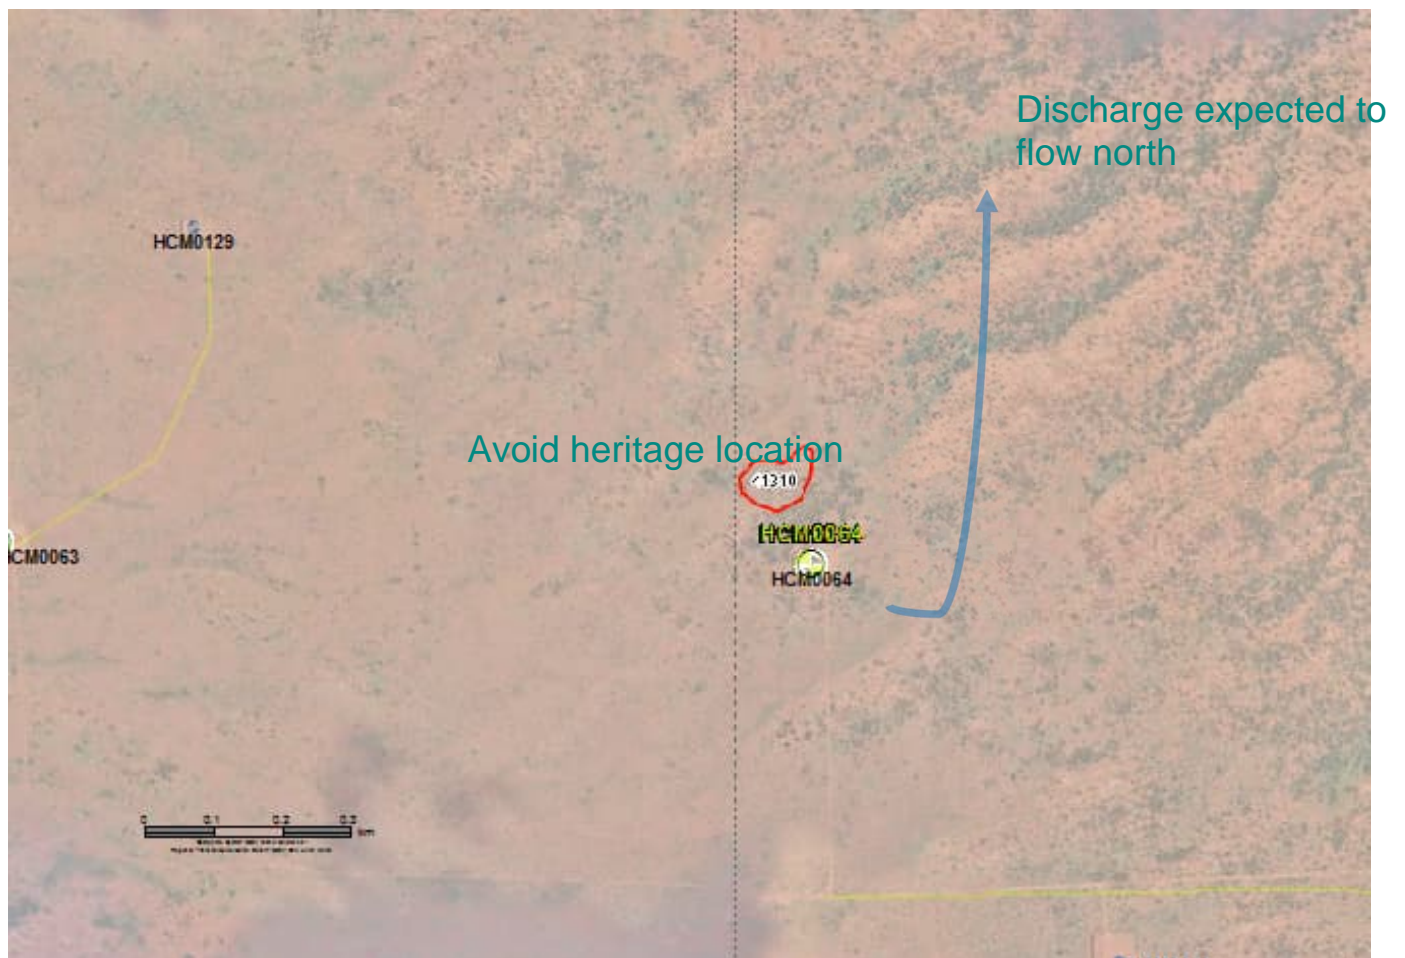 Discharge expected to
flow north
HCM0129
Avoid heritage location
1310
HCM0064
HCM0063
HCM0064
0 0.1 0.2 0.3
km